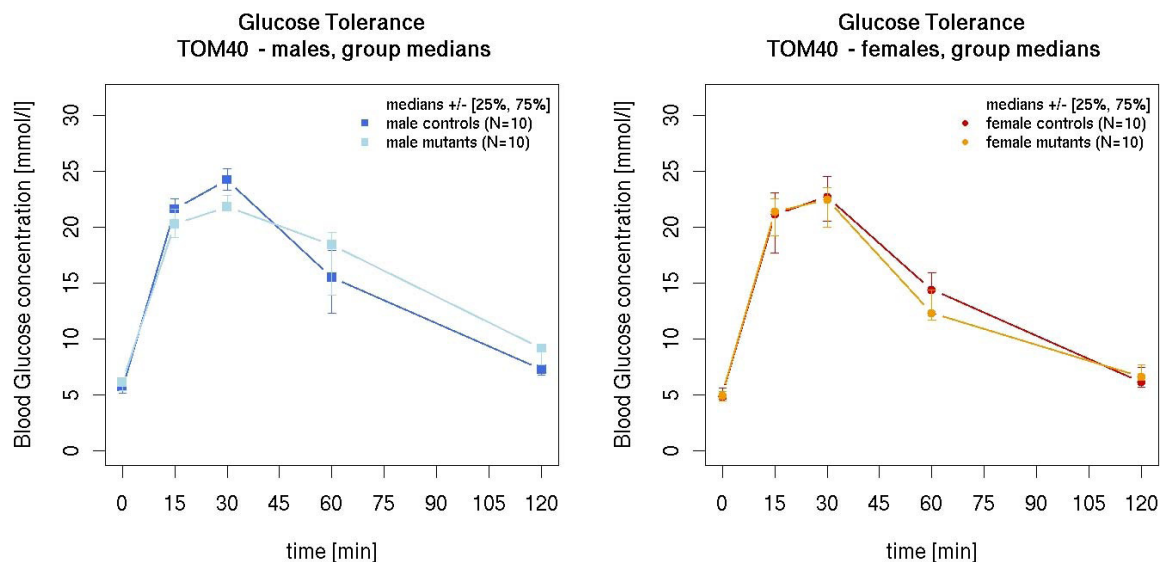 Glucose Tolerance
TOM40 - males, group medians
Blood Glucose concentration [mmol/l]
30
25
20
15
10
5
0
medians +/- [25%, 75%]
male controls (N=10)
male mutants (N=10)
0 15 30 45 60 75 90 105 120
time [min]
Glucose Tolerance
TOM40 - females, group medians
Blood Glucose concentration [mmol/l]
30
25
20
15
10
5
0
medians +/- [25%, 75%]
female controls (N=10)
female mutants (N=10)
0 15 30 45 60 75 90 105 120
time [min]